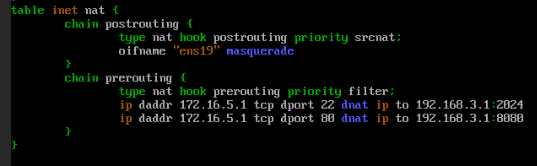 table inet nat {
chain postrouting {
type nat hook postrouting priority srcnat;
oifname "ens19" masquerade
}
chain prerouting {
type nat hook prerouting priority filter;
ip daddr 172.16.5.1 tcp dport 22 dnat ip to 192.168.3.1:2024
ip daddr 172.16.5.1 tcp dport 80 dnat ip to 192.168.3.1:8080
}
}